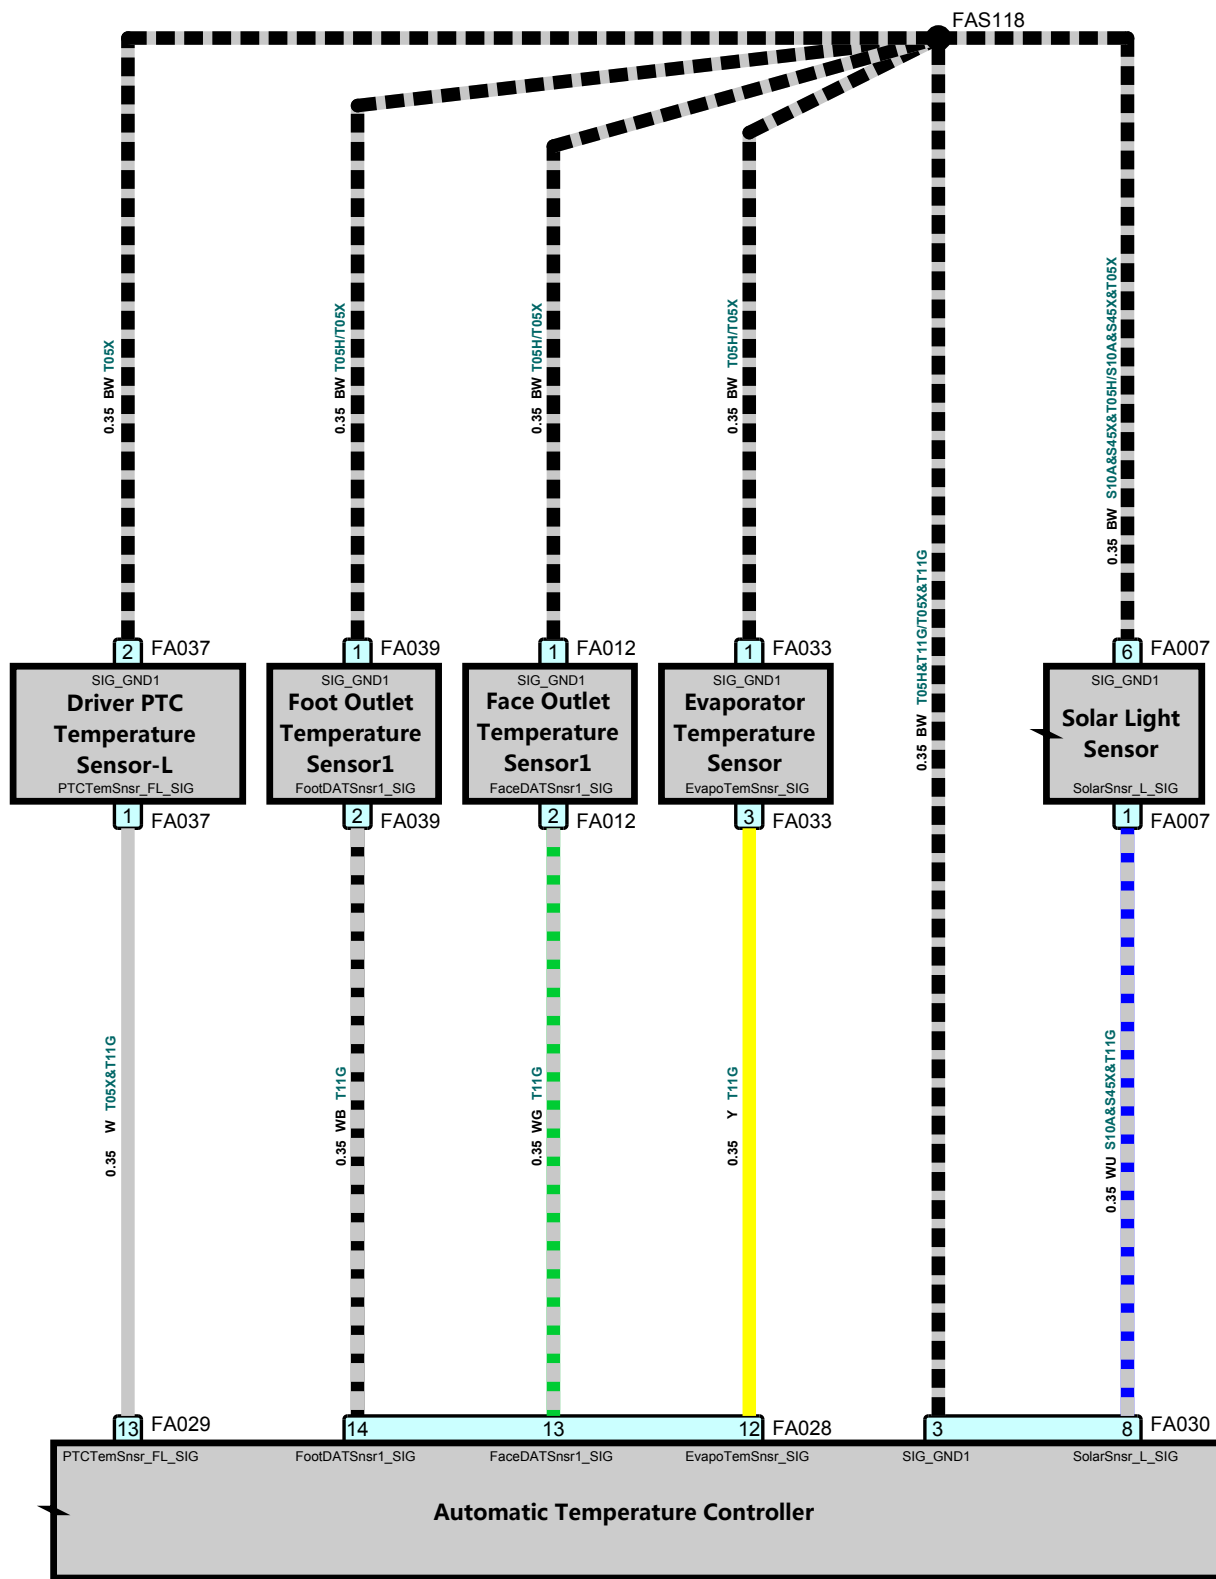 FAS118
0.35 BW T05X
0.35 BW T05H/T05X
0.35 BW T05H/T05X
0.35 BW T05H/T05X
0.35 BW T05H&T11G/T05X&T11G
0.35 BW S10A&S45X&T05H/S10A&S45X&T05X
2 FA037
1 FA039
1 FA012
1 FA033
6 FA007
SIG_GND1
Driver PTC
Temperature
Sensor-L
PTCTemSnsr_FL_SIG
SIG_GND1
Foot Outlet
Temperature
Sensor1
FootDATSnsr1_SIG
SIG_GND1
Face Outlet
Temperature
Sensor1
FaceDATSnsr1_SIG
SIG_GND1
Evaporator
Temperature
Sensor
EvapoTemSnsr_SIG
SIG_GND1
Solar Light
Sensor
SolarSnsr_L_SIG
1 FA037
2 FA039
2 FA012
3 FA033
1 FA007
0.35 W T05X&T11G
0.35 WB T11G
0.35 WG T11G
0.35 Y T11G
0.35 WU S10A&S45X&T11G
13 FA029
14
13
12 FA028
3
8 FA030
PTCTemSnsr_FL_SIG
FootDATSnsr1_SIG
FaceDATSnsr1_SIG
EvapoTemSnsr_SIG
SIG_GND1
SolarSnsr_L_SIG
Automatic Temperature Controller